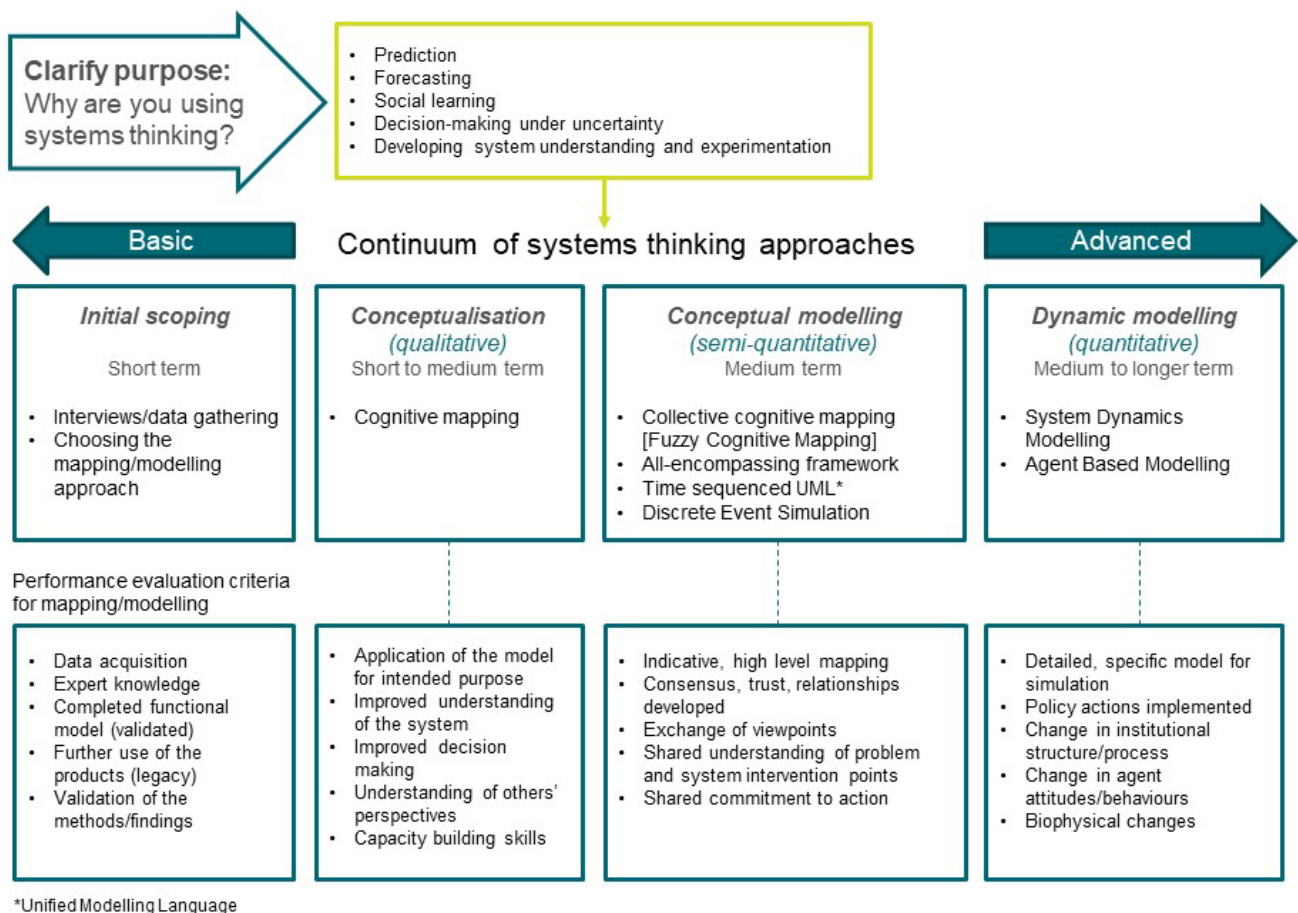 Clarify purpose:
Why are you using
systems thinking?
• Prediction
• Forecasting
• Social learning
• Decision-making under uncertainty
• Developing system understanding and experimentation
Basic
Continuum of systems thinking approaches
Advanced
Initial scoping
Short term
• Interviews/data gathering
• Choosing the
mapping/modelling
approach
Conceptualisation
(qualitative)
Short to medium term
• Cognitive mapping
Conceptual modelling
(semi-quantitative)
Medium term
• Collective cognitive mapping
[Fuzzy Cognitive Mapping]
• All-encompassing framework
• Time sequenced UML*
• Discrete Event Simulation
Dynamic modelling
(quantitative)
Medium to longer term
• System Dynamics
Modelling
• Agent Based Modelling
Performance evaluation criteria
for mapping/modelling
• Data acquisition
• Expert knowledge
• Completed functional
model (validated)
• Further use of the
products (legacy)
• Validation of the
methods/findings
• Application of the model
for intended purpose
• Improved understanding
of the system
• Improved decision
making
• Understanding of others’
perspectives
• Capacity building skills
• Indicative, high level mapping
• Consensus, trust, relationships
developed
• Exchange of viewpoints
• Shared understanding of problem
and system intervention points
• Shared commitment to action
• Detailed, specific model for
simulation
• Policy actions implemented
• Change in institutional
structure/process
• Change in agent
attitudes/behaviours
• Biophysical changes
*Unified Modelling Language